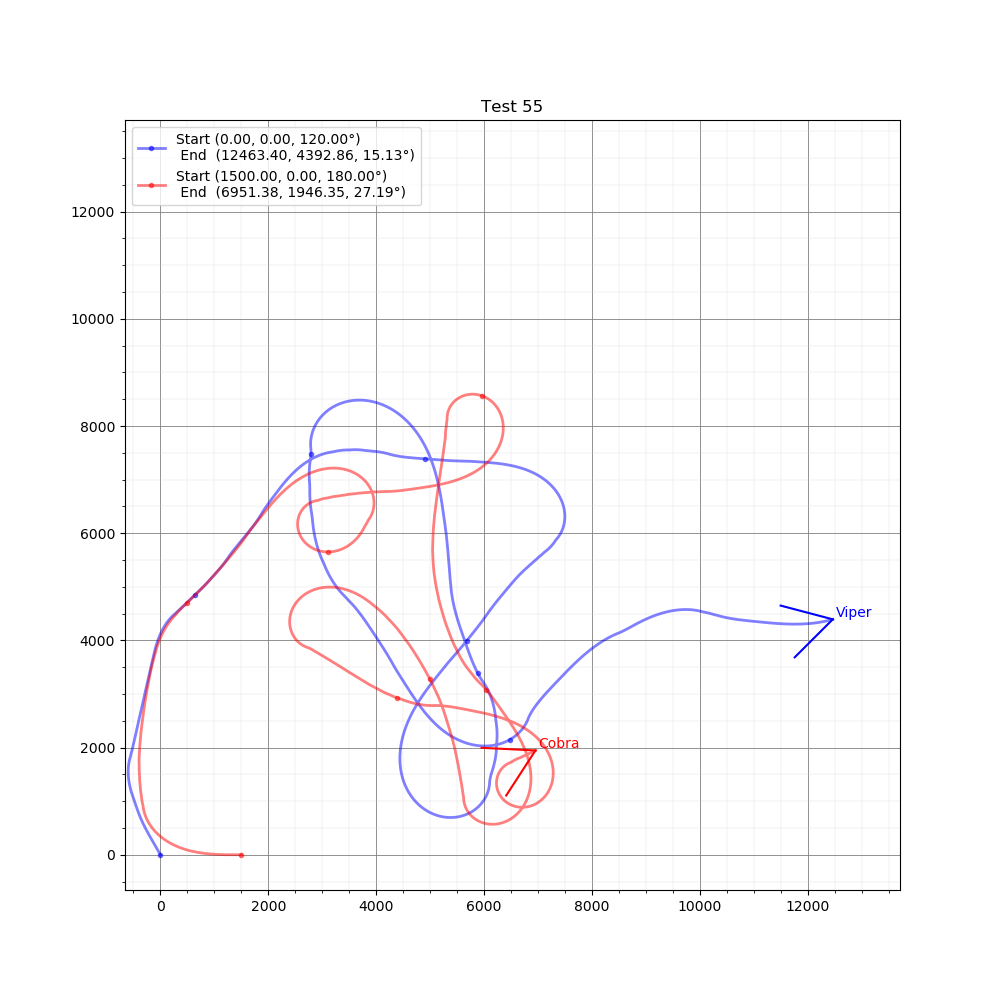 Test 55
Start (0.00, 0.00, 120.00°)
End (12463.40, 4392.86, 15.13°)
Start (1500.00, 0.00, 180.00°)
End (6951.38, 1946.35, 27.19°)
12000
10000
8000
6000
4000
2000
0
Viper
Cobra
0 2000 4000 6000 8000 10000 12000